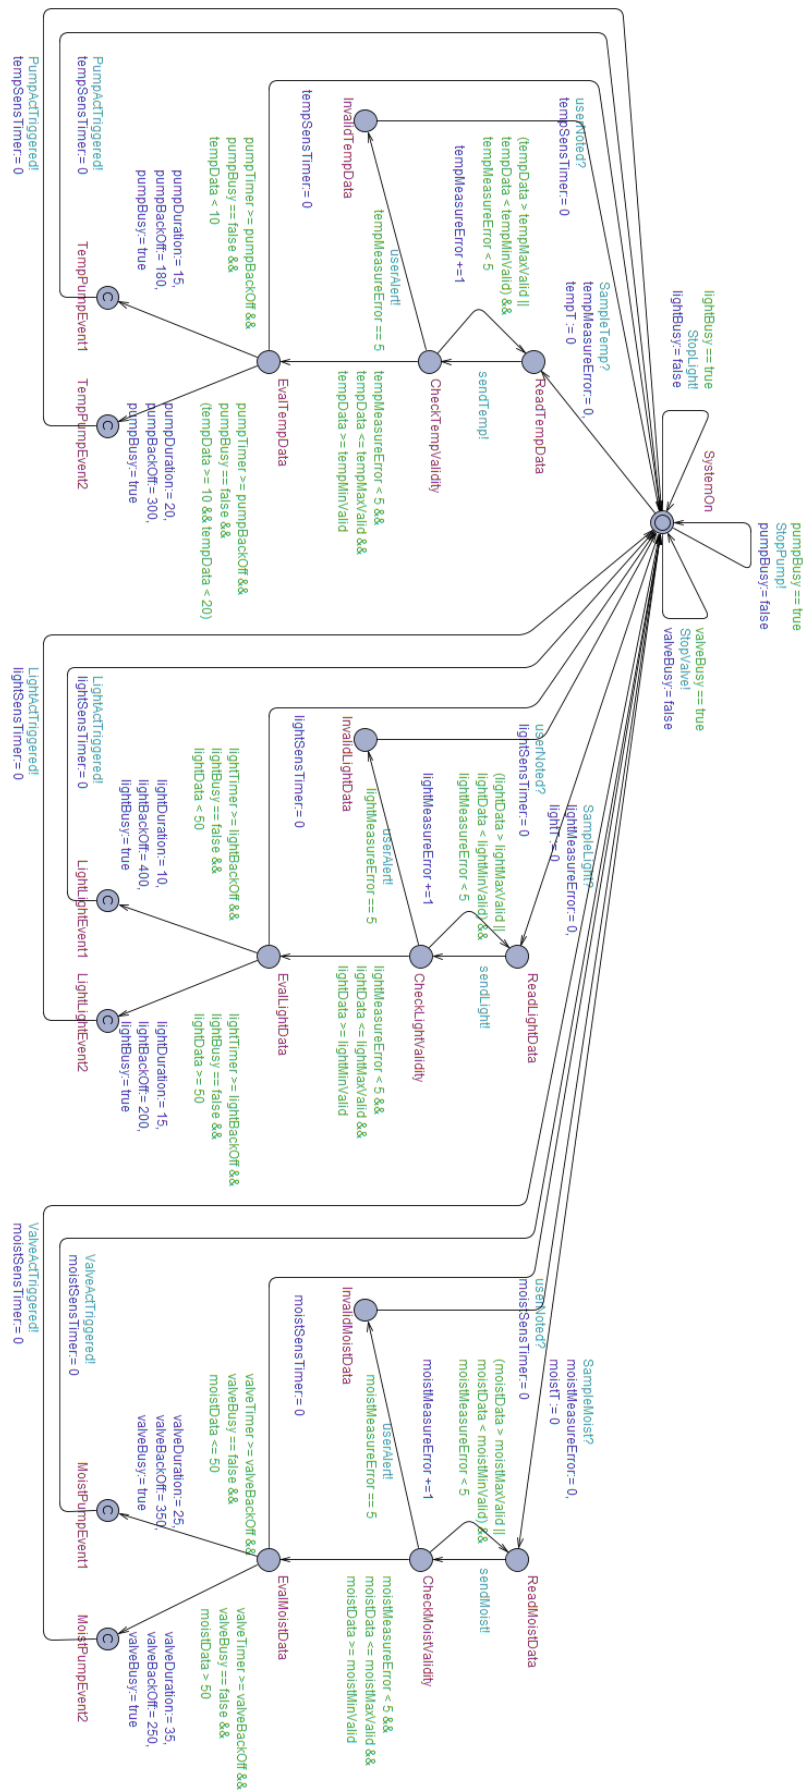 lightBusy == true
StopLight!
lightBusy:= false
SystemOn
pumpBusy == true
StopPump!
pumpBusy:= false
valveBusy == true
StopValve!
valveBusy:= false
userNoted?
tempSensTimer:= 0
SampleTemp?
tempMeasureError:= 0,
tempT := 0
ReadTempData
(tempData > tempMaxValid ||
tempData < tempMinValid) &&
tempMeasureError < 5
tempMeasureError +=1
sendTemp!
CheckTempValidity
InvalidTempData
userAlert!
tempMeasureError == 5
tempMeasureError < 5 &&
tempData <= tempMaxValid &&
tempData >= tempMinValid
tempSensTimer:= 0
EvalTempData
pumpTimer >= pumpBackOff &&
pumpBusy == false &&
tempData < 10
pumpTimer >= pumpBackOff &&
pumpBusy == false &&
(tempData >= 10 && tempData < 20)
pumpDuration:= 15,
pumpBackOff:= 180,
pumpBusy:= true
pumpDuration:= 20,
pumpBackOff:= 300,
pumpBusy:= true
C
TempPumpEvent1
C
TempPumpEvent2
PumpActTriggered!
tempSensTimer:= 0
PumpActTriggered!
tempSensTimer:= 0
userNoted?
lightSensTimer:= 0
SampleLight?
lightMeasureError:= 0,
lightT:= 0
ReadLightData
(lightData > lightMaxValid ||
lightData < lightMinValid) &&
lightMeasureError < 5
lightMeasureError +=1
sendLight!
CheckLightValidity
InvalidLightData
userAlert!
lightMeasureError == 5
lightMeasureError < 5 &&
lightData <= lightMaxValid &&
lightData >= lightMinValid
lightSensTimer:= 0
EvalLightData
lightTimer >= lightBackOff &&
lightBusy == false &&
lightData < 50
lightTimer >= lightBackOff &&
lightBusy == false &&
lightData >= 50
lightDuration:= 10,
lightBackOff:= 400,
lightBusy:= true
lightDuration:= 15,
lightBackOff:= 200,
lightBusy:= true
C
LightLightEvent1
C
LightLightEvent2
LightActTriggered!
lightSensTimer:= 0
LightActTriggered!
lightSensTimer:= 0
userNoted?
moistSensTimer:= 0
SampleMoist?
moistMeasureError:= 0,
moistT := 0
ReadMoistData
(moistData > moistMaxValid ||
moistData < moistMinValid) &&
moistMeasureError < 5
moistMeasureError +=1
sendMoist!
CheckMoistValidity
InvalidMoistData
userAlert!
moistMeasureError == 5
moistMeasureError < 5 &&
moistData <= moistMaxValid &&
moistData >= moistMinValid
moistSensTimer:= 0
EvalMoistData
valveTimer >= valveBackOff &&
valveBusy == false &&
moistData <= 50
valveTimer >= valveBackOff &&
valveBusy == false &&
moistData > 50
valveDuration:= 25,
valveBackOff:= 350,
valveBusy:= true
valveDuration:= 35,
valveBackOff:= 250,
valveBusy:= true
C
MoistPumpEvent1
C
MoistPumpEvent2
ValveActTriggered!
moistSensTimer:= 0
ValveActTriggered!
moistSensTimer:= 0